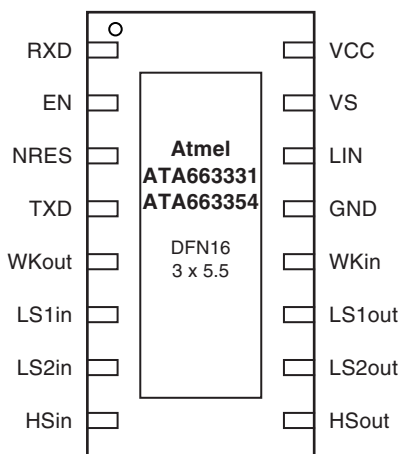 RXD
EN
NRES
TXD
WKout
LS1in
LS2in
HSin
Atmel
ATA663331
ATA663354
DFN16
3 x 5.5
VCC
VS
LIN
GND
WKin
LS1out
LS2out
HSout